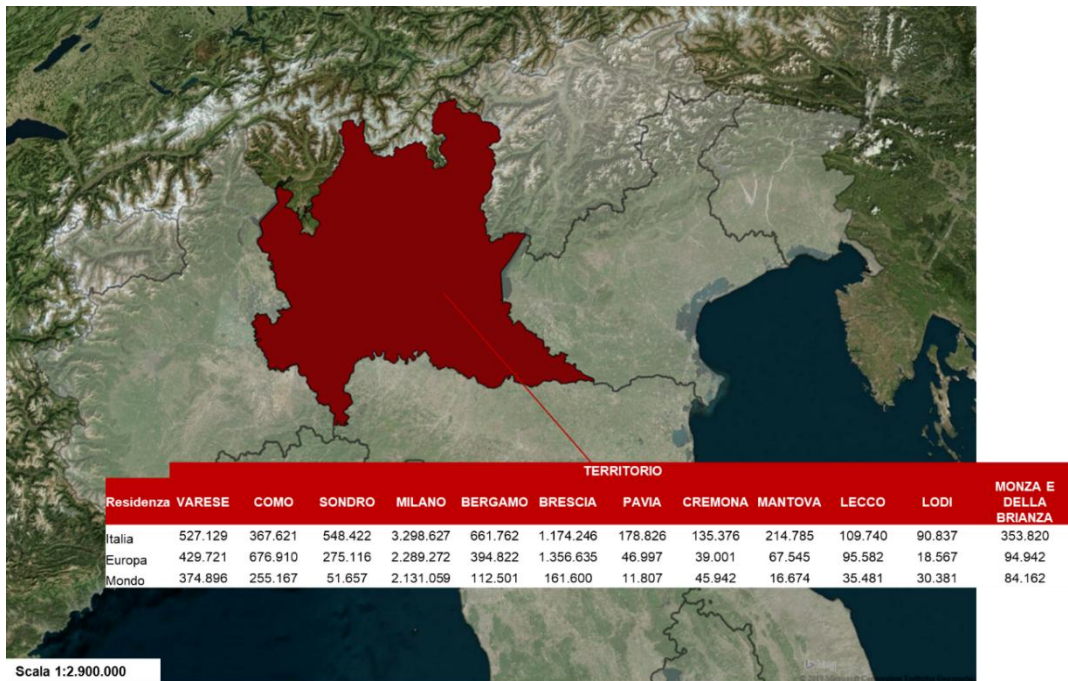 TERRITORIO
Residenza VARESE COMO SONDRO MILANO BERGAMO BRESCIA PAVIA CREMONA MANTOVA LECCO LODI MONZA E DELLA BRIANZA
Italia 527.129 367.621 548.422 3.298.627 661.762 1.174.246 178.826 135.376 214.785 109.740 90.837 353.820
Europa 429.721 676.910 275.116 2.289.272 394.822 1.356.635 46.997 39.001 67.545 95.582 18.567 94.942
Mondo 374.896 255.167 51.657 2.131.059 112.501 161.600 11.807 45.942 16.674 35.481 30.381 84.162
Scala 1:2.900.000